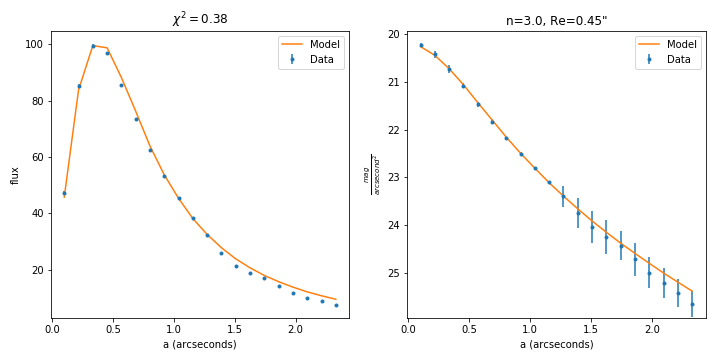 χ² = 0.38
100
80
60
40
20
flux
0.0
0.5
1.0
1.5
2.0
a (arcseconds)
Model
Data
n=3.0, Re=0.45"
20
21
22
23
24
25
mag
arcsecond²
0.0
0.5
1.0
1.5
2.0
a (arcseconds)
Model
Data